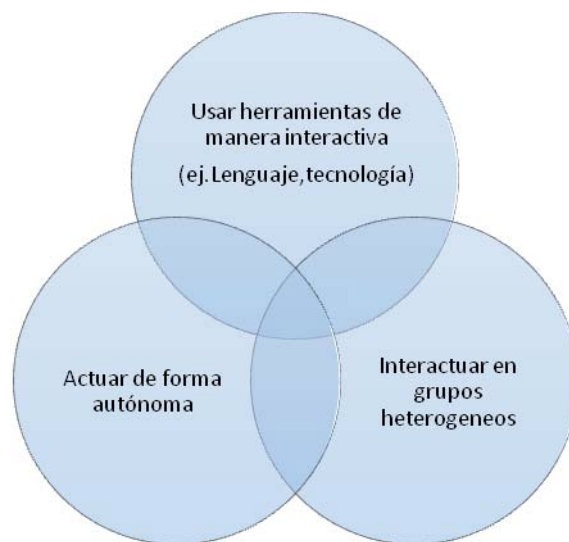 Usar herramientas de
manera interactiva
(ej. Lenguaje, tecnología)
Actuar de forma
autónoma
Interactuar en
grupos
heterogeneos